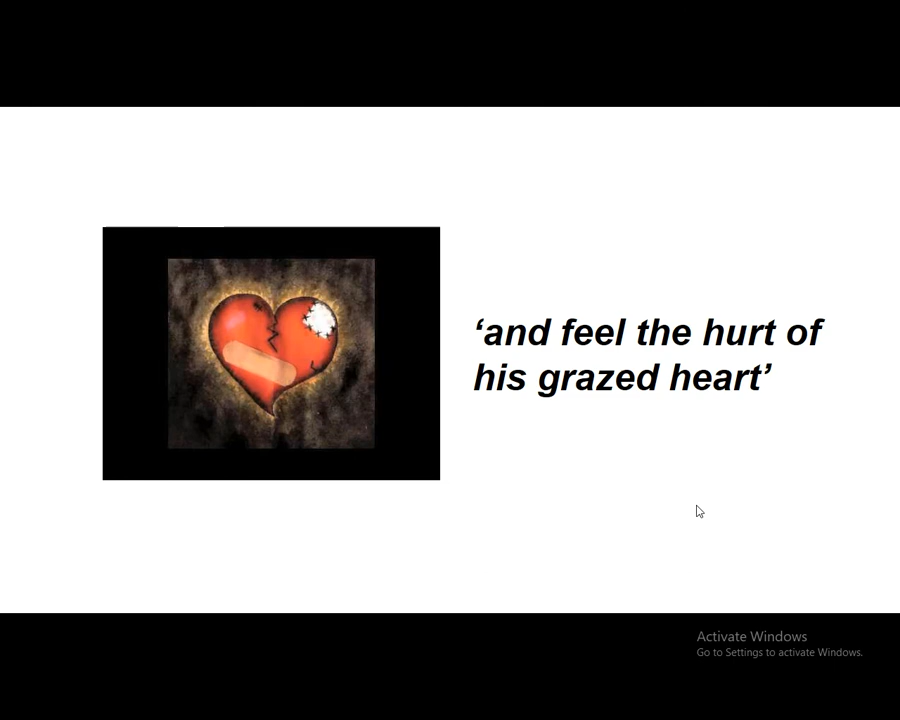 ‘and feel the hurt of
his grazed heart’
Activate Windows
Go to Settings to activate Windows.